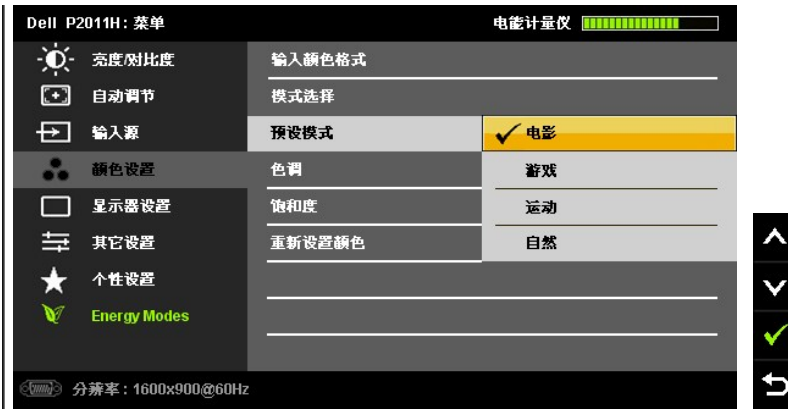 Dell P2011H: 菜单
电能计量仪
亮度/对比度
输入颜色格式
自动调节
模式选择
输入源
预设模式
电影
颜色设置
色调
游戏
显示器设置
饱和度
运动
其它设置
重新设置颜色
自然
个性设置
Energy Modes
分辨率 : 1600x900@60Hz